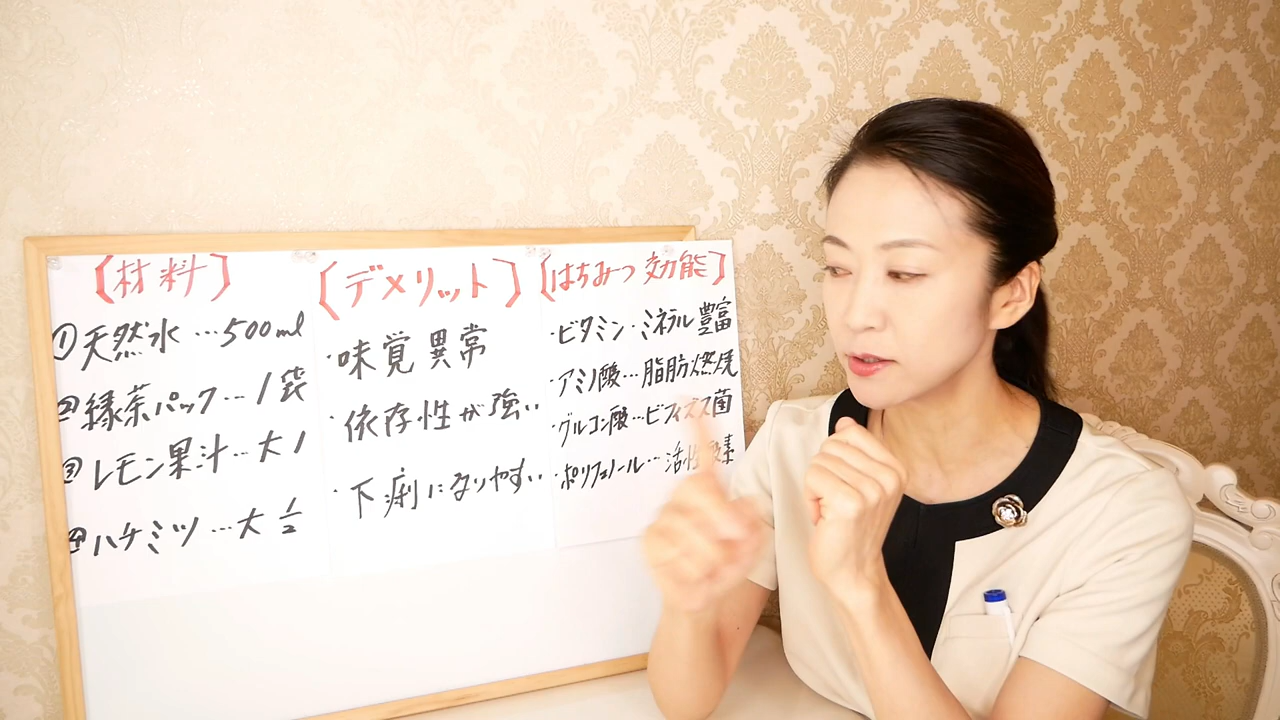 【材料】
①天然水…500ml
②緑茶パック…1袋
③レモン果汁…大1
④ハチミツ…大1/2
【デメリット】
・味覚異常
・依存性が強い
・下痢になりやすい
【はちみつ効能】
・ビタミン・ミネラル豊富
・アミノ酸…脂肪燃焼
・グルコン酸…ビフィズス菌
・ポリフェノール…活性酸素